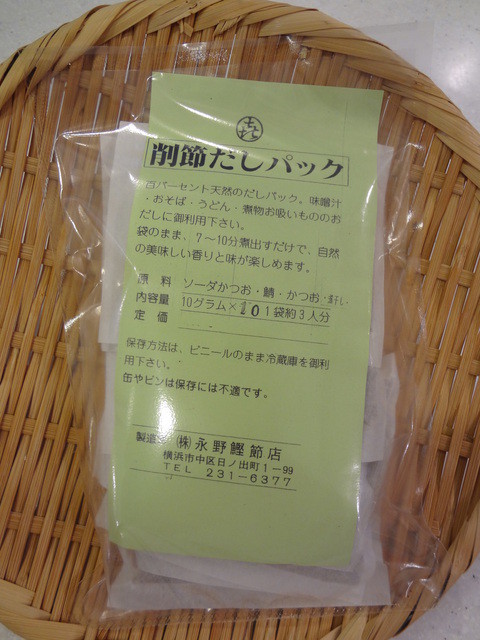 削節だしパック
百パーセント天然のだしパック、味噌汁
・おそば・うどん・煮物お吸いもののお
だしに御利用下さい。
袋のまま、7〜10分煮出すだけで、自然
の美味しい香りと味が楽しめます。
原 料 ソーダかつお・鯖・かつお
内容量 10グラム×10 1袋約3人分
定 価
保存方法は、ビニールのまま冷蔵庫を御利
用下さい。
缶やビンは保存には不適です。
製造 ㈱永野鰹節店
横浜市中区日ノ出町1-99
TEL 231-6377